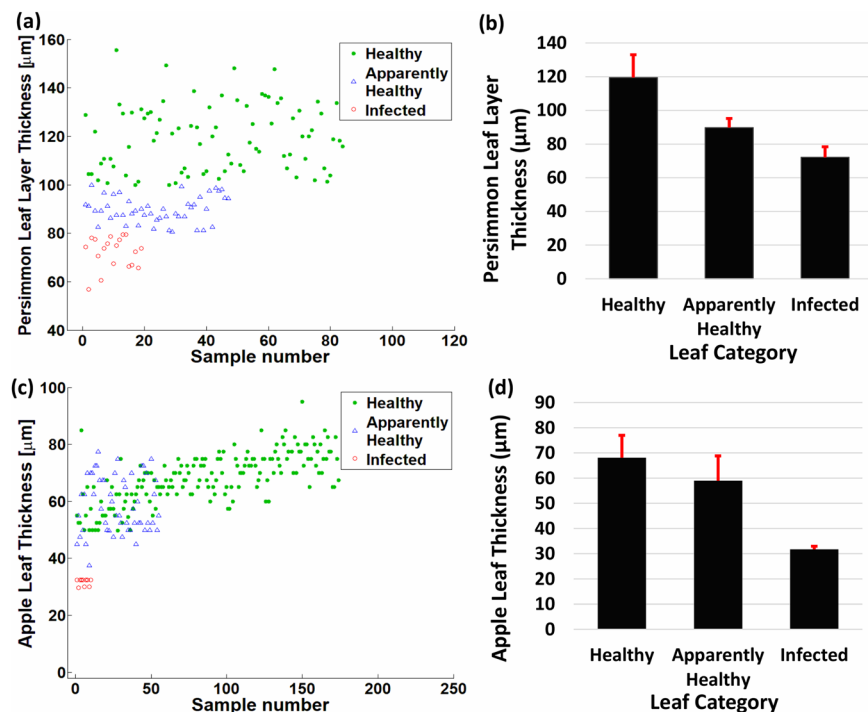 (a)
Persimmon Leaf Layer Thickness [μm]
160
140
120
100
80
60
40
0
20
40
60
80
100
120
Sample number
Healthy
Apparently
Healthy
Infected
(b)
Persimmon Leaf Layer
Thickness (μm)
140
120
100
80
60
40
20
0
Healthy
Apparently
Healthy
Infected
Leaf Category
(c)
Apple Leaf Thickness [μm]
100
80
60
40
20
0
0
50
100
150
200
250
Sample number
Healthy
Apparently
Healthy
Infected
(d)
Apple Leaf Thickness (μm)
90
80
70
60
50
40
30
20
10
0
Healthy
Apparently
Healthy
Infected
Leaf Category